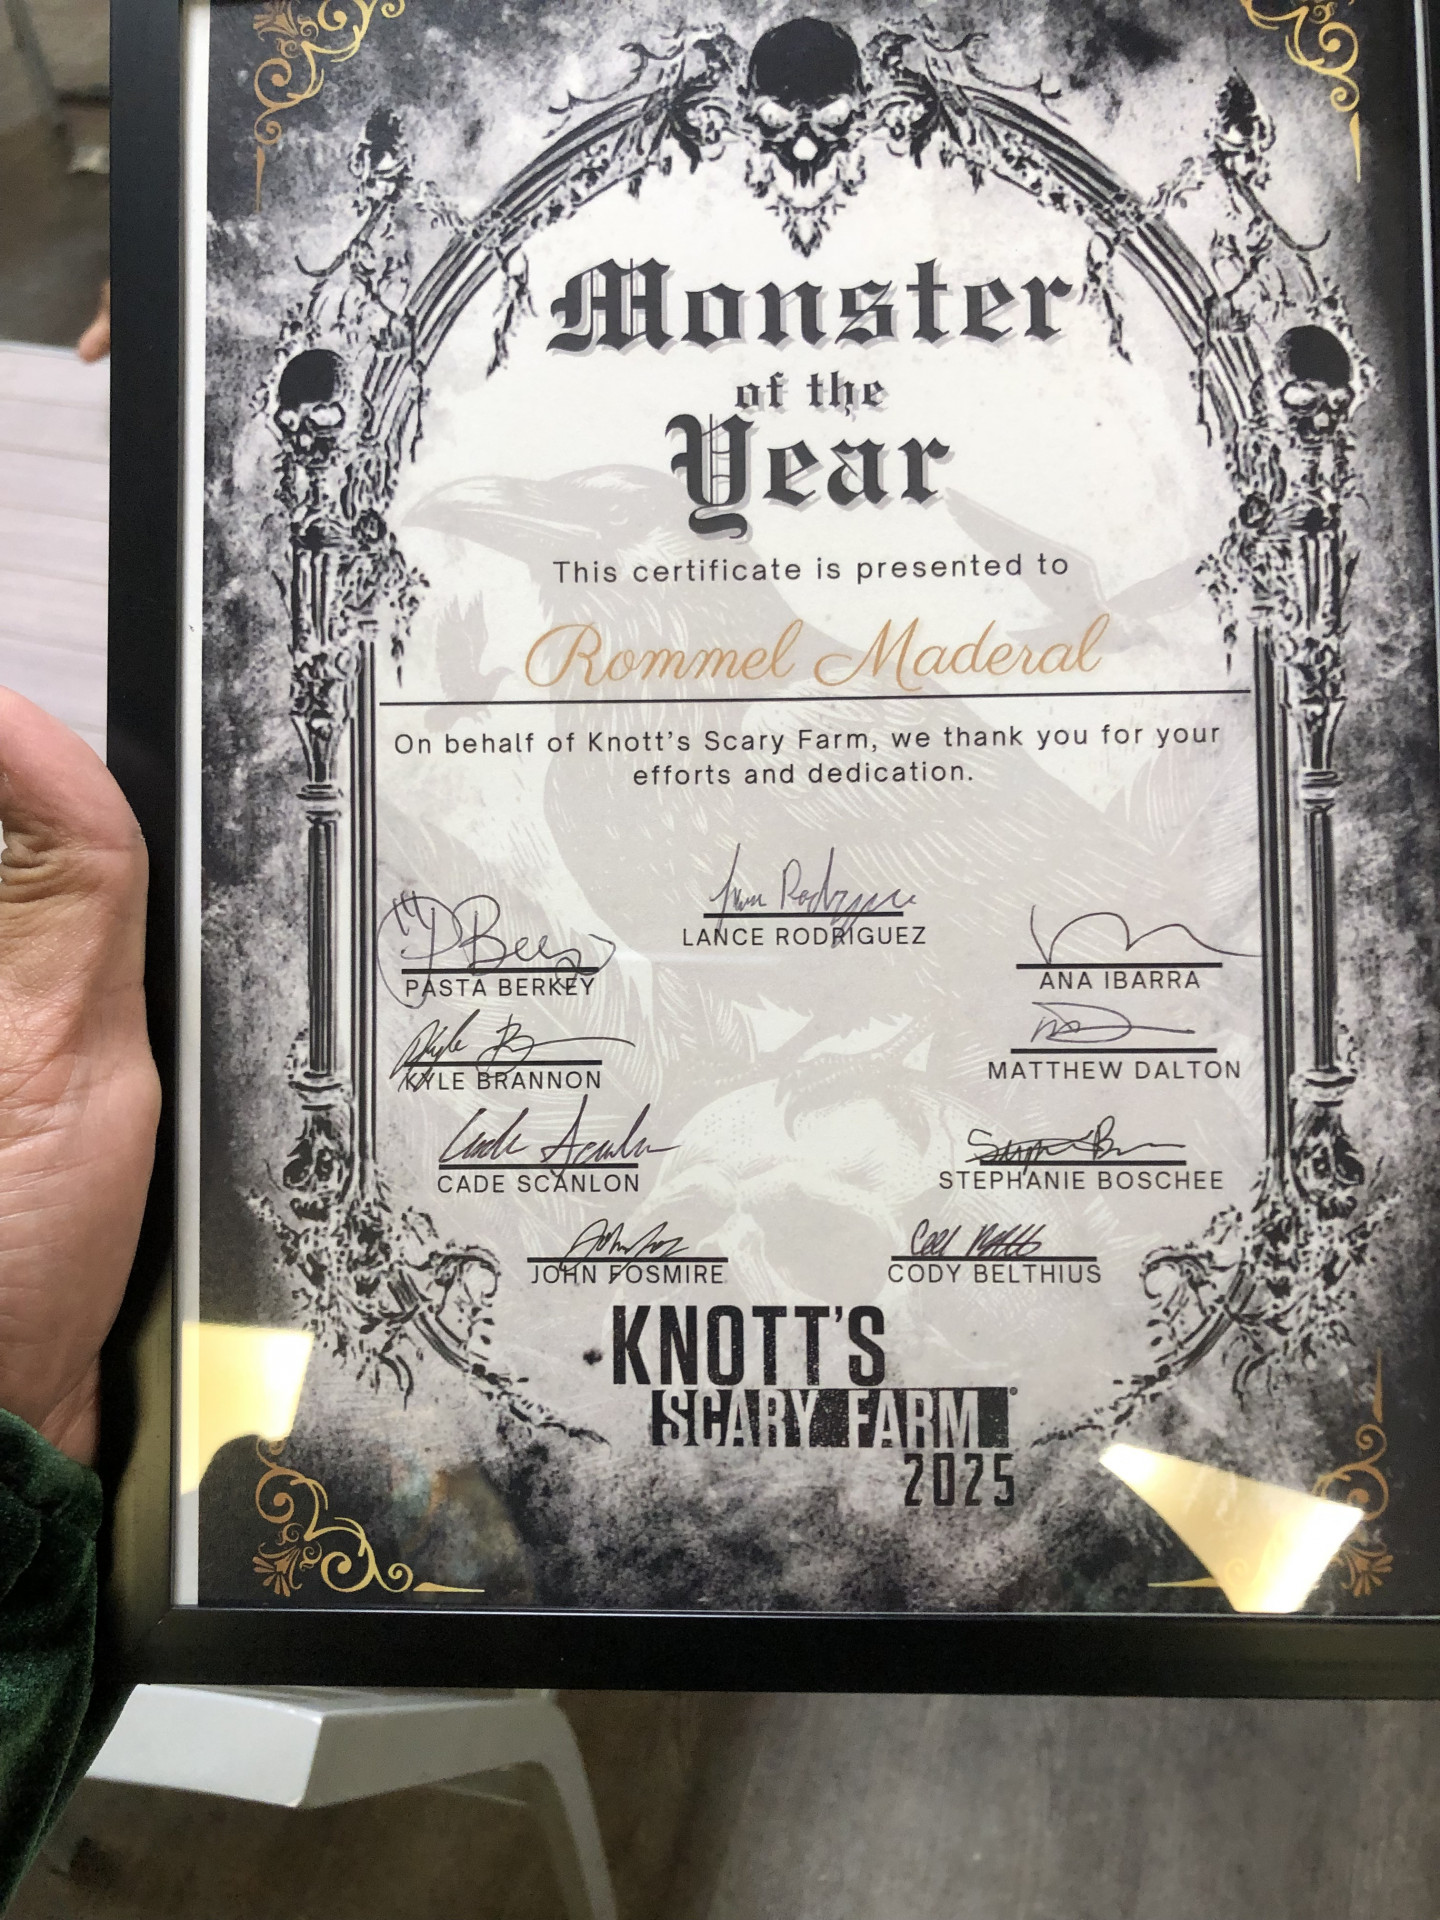 Monster
of the
Year
This certificate is presented to
Rommel Maderal
On behalf of Knott's Scary Farm, we thank you for your
efforts and dedication.
LANCE RODRIGUEZ
PASTA BERKEY
ANA IBARRA
KYLE BRANNON
MATTHEW DALTON
CADE SCANLON
STEPHANIE BOSCHEE
JOHN FOSMIRE
CODY BELTHIUS
KNOTT'S
SCARY FARM
2025